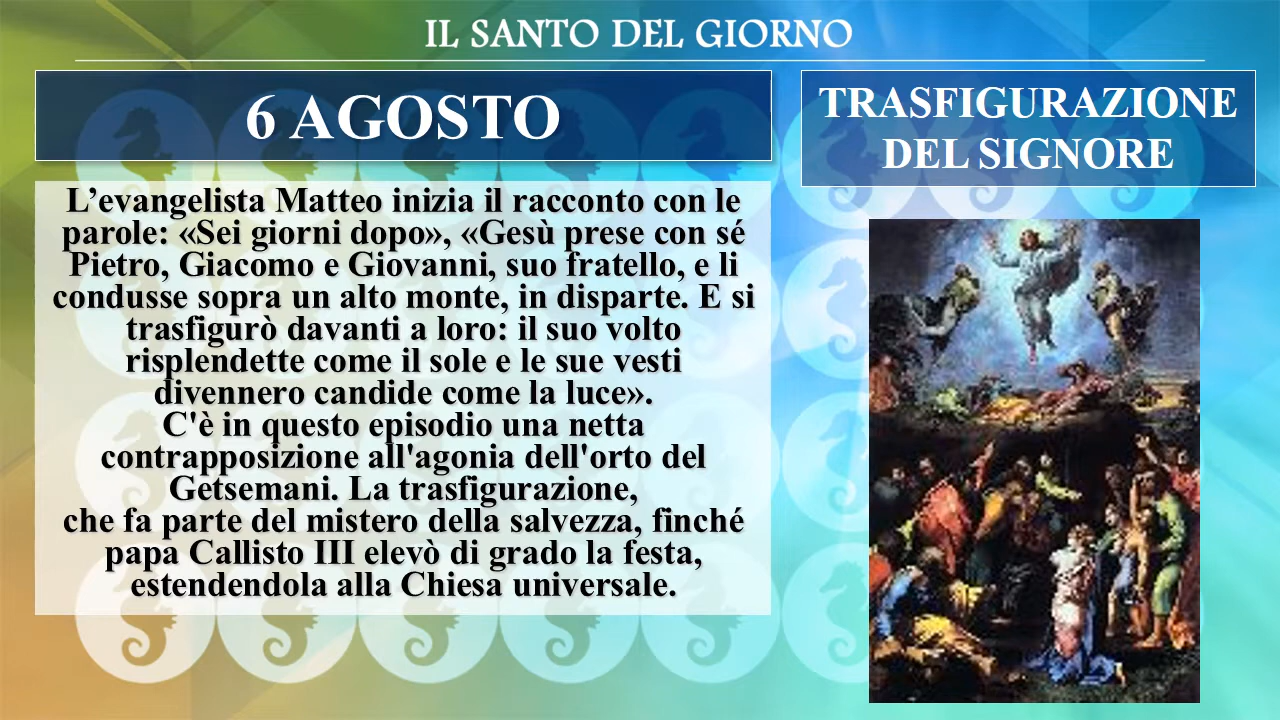 IL SANTO DEL GIORNO
6 AGOSTO
TRASFIGURAZIONE
DEL SIGNORE
L’evangelista Matteo inizia il racconto con le
parole: «Sei giorni dopo», «Gesù prese con sé
Pietro, Giacomo e Giovanni, suo fratello, e li
condusse sopra un alto monte, in disparte. E si
trasfigurò davanti a loro: il suo volto
risplendette come il sole e le sue vesti
divennero candide come la luce».
C'è in questo episodio una netta
contrapposizione all'agonia dell'orto del
Getsemani. La trasfigurazione,
che fa parte del mistero della salvezza, finché
papa Callisto III elevò di grado la festa,
estendendola alla Chiesa universale.